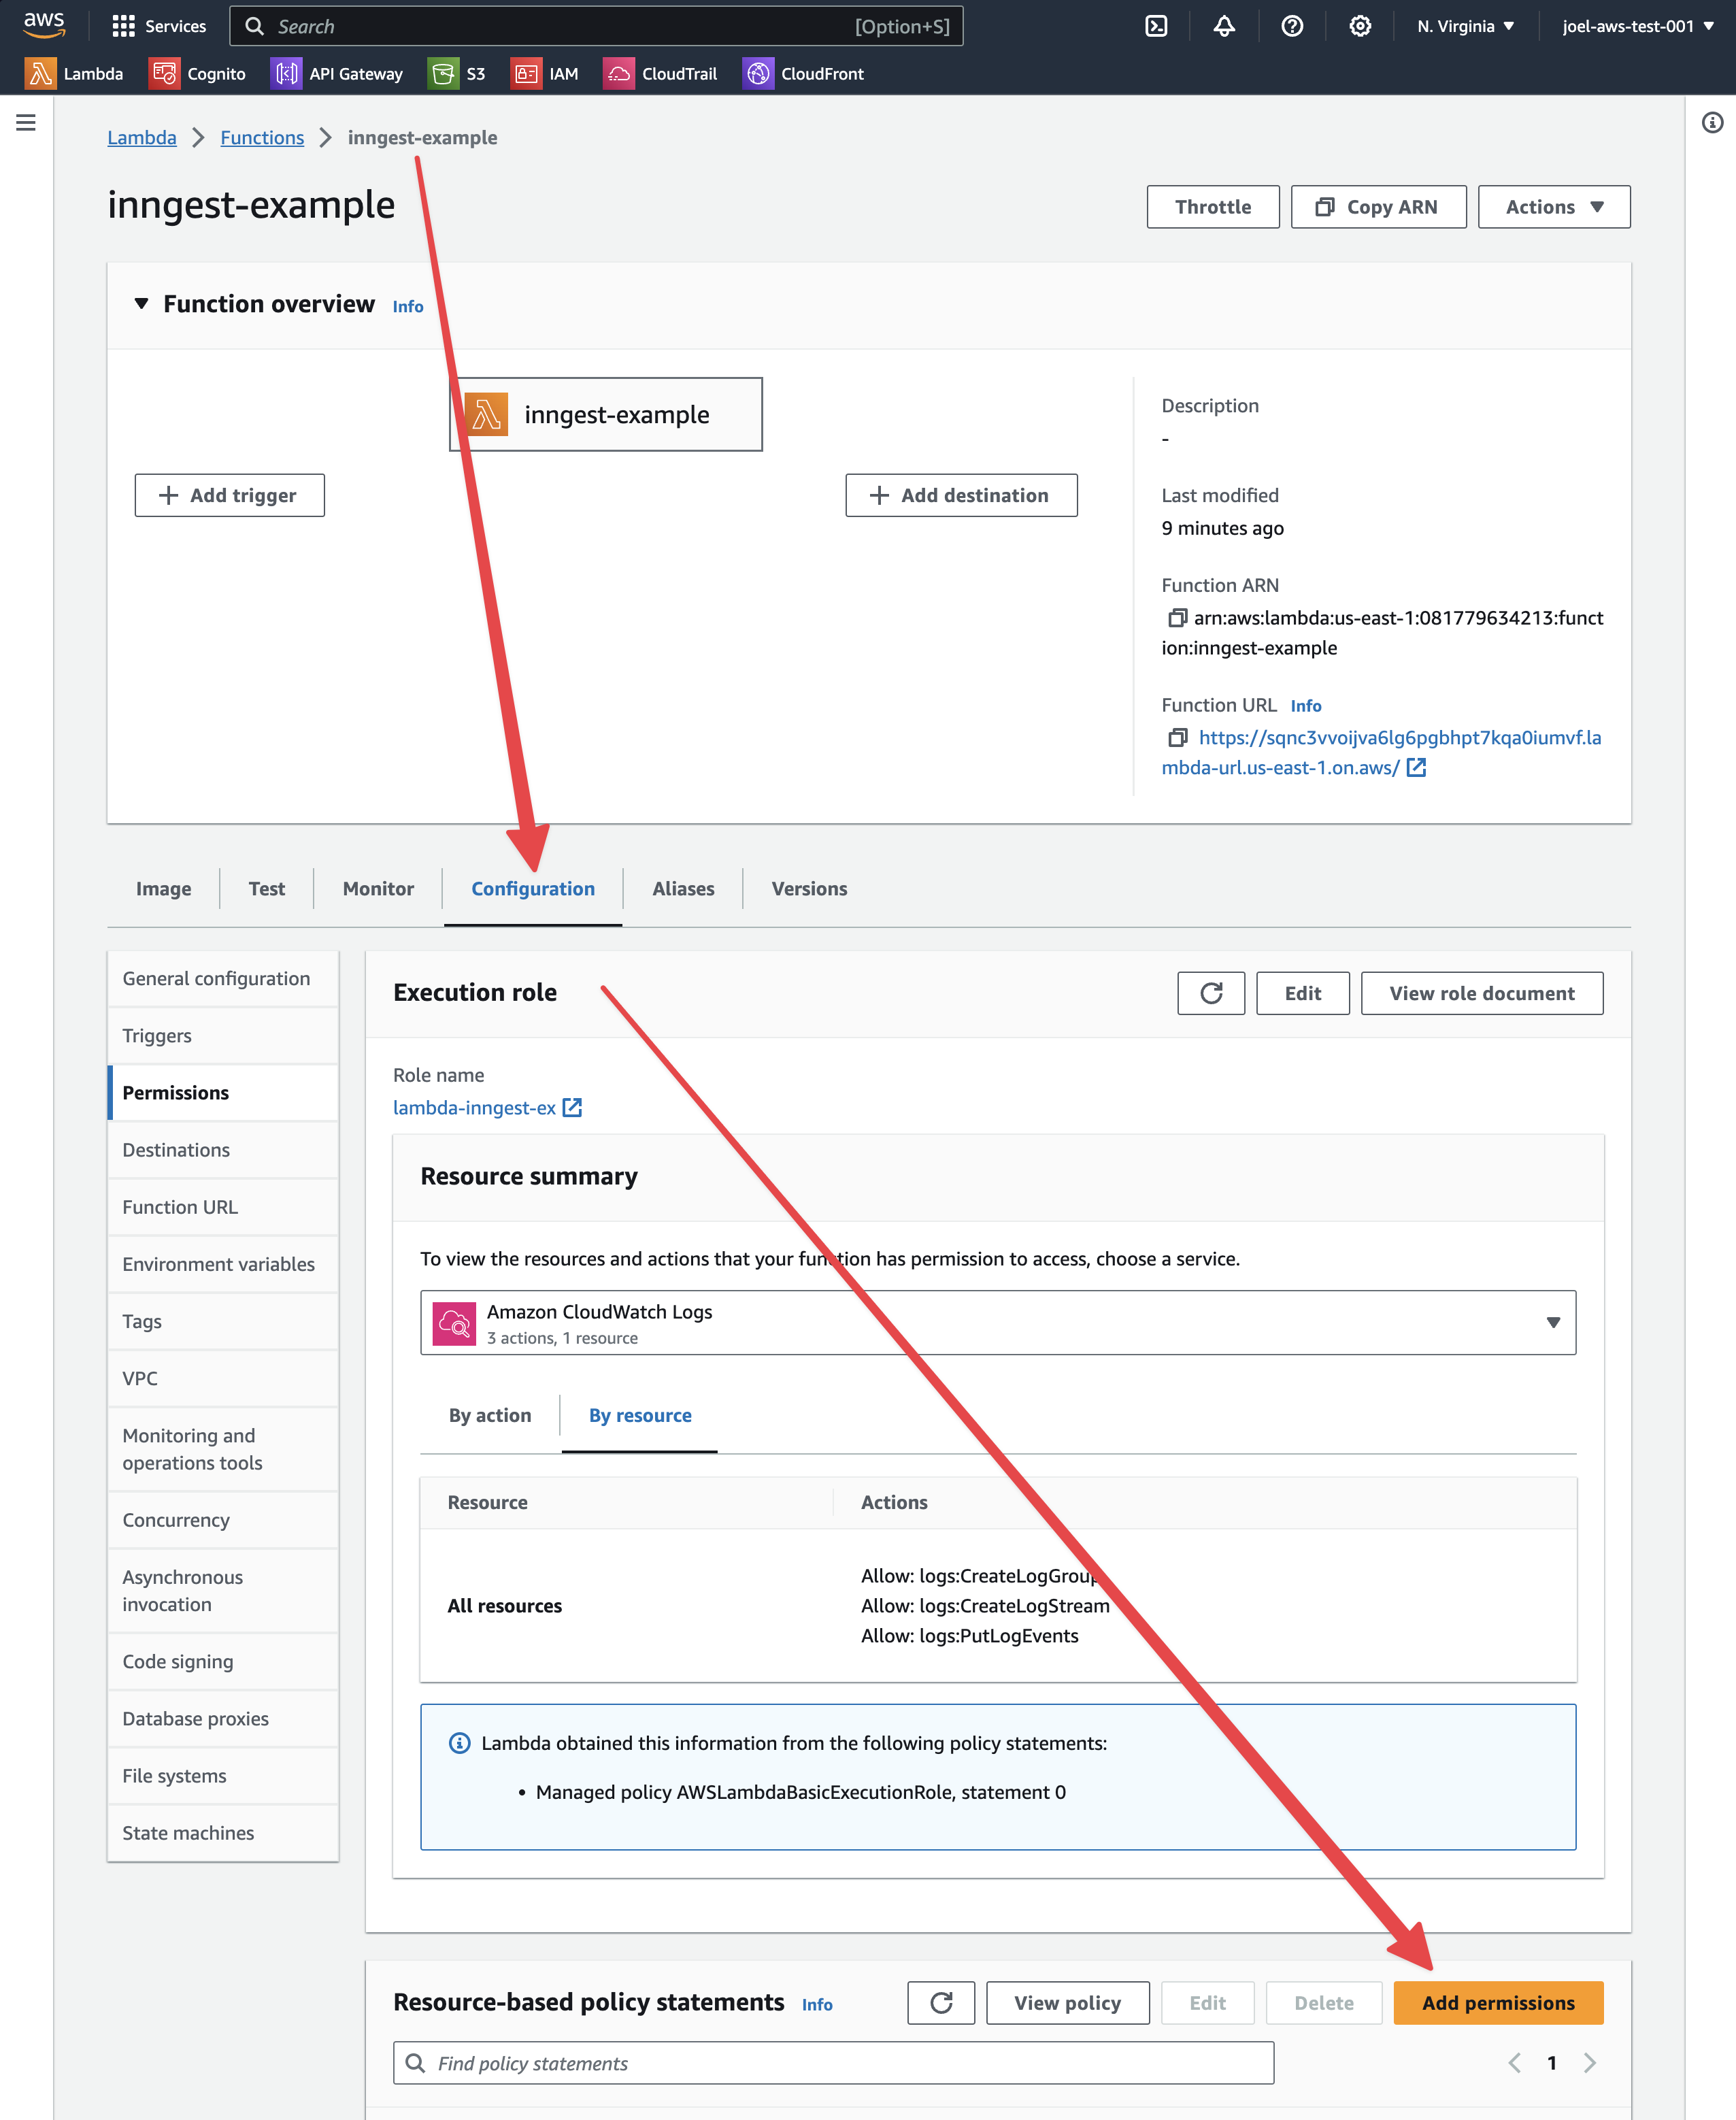 aws
Services
Search
[Option+S]
N. Virginia
joel-aws-test-001
Lambda
Cognito
API Gateway
S3
IAM
CloudTrail
CloudFront
Lambda
Functions
inngest-example
inngest-example
Throttle
Copy ARN
Actions
Function overview
Info
inngest-example
Add trigger
Add destination
Description
-
Last modified
9 minutes ago
Function ARN
arn:aws:lambda:us-east-1:081779634213:funct
ion:inngest-example
Function URL Info
https://sqnc3vvoijva6lg6pgbhpt7kqa0iumvf.la
mbda-url.us-east-1.on.aws/
Image
Test
Monitor
Configuration
Aliases
Versions
General configuration
Triggers
Permissions
Destinations
Function URL
Environment variables
Tags
VPC
Monitoring and
operations tools
Concurrency
Asynchronous
invocation
Code signing
Database proxies
File systems
State machines
Execution role
Edit
View role document
Role name
lambda-inngest-ex
Resource summary
To view the resources and actions that your function has permission to access, choose a service.
Amazon CloudWatch Logs
3 actions, 1 resource
By action
By resource
Resource
Actions
All resources
Allow: logs:CreateLogGroup
Allow: logs:CreateLogStream
Allow: logs:PutLogEvents
Lambda obtained this information from the following policy statements:
• Managed policy AWSLambdaBasicExecutionRole, statement 0
Resource-based policy statements
Info
View policy
Edit
Delete
Add permissions
Find policy statements
1